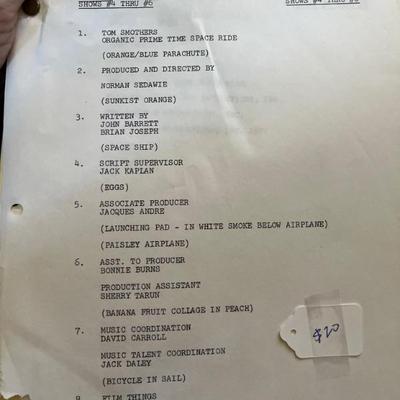 SHOWS #4 THRU #6
SHOWS #4 THRU #6
1. TOM SMOTHERS
ORGANIC PRIME TIME SPACE RIDE
(ORANGE/BLUE PARACHUTE)
2. PRODUCED AND DIRECTED BY
NORMAN SEDAWIE
(SUNKIST ORANGE)
3. WRITTEN BY
JOHN BARRETT
BRIAN JOSEPH
(SPACE SHIP)
4. SCRIPT SUPERVISOR
JACK KAPLAN
(EGGS)
5. ASSOCIATE PRODUCER
JACQUES ANDRE
(LAUNCHING PAD - IN WHITE SMOKE BELOW AIRPLANE)
(PAISLEY AIRPLANE)
6. ASST. TO PRODUCER
BONNIE BURNS
PRODUCTION ASSISTANT
SHERRY TARUN
(BANANA FRUIT COLLAGE IN PEACH)
7. MUSIC COORDINATION
DAVID CARROLL
MUSIC TALENT COORDINATION
JACK DALEY
(BICYCLE IN SAIL)
8. FILM THINGS
$20